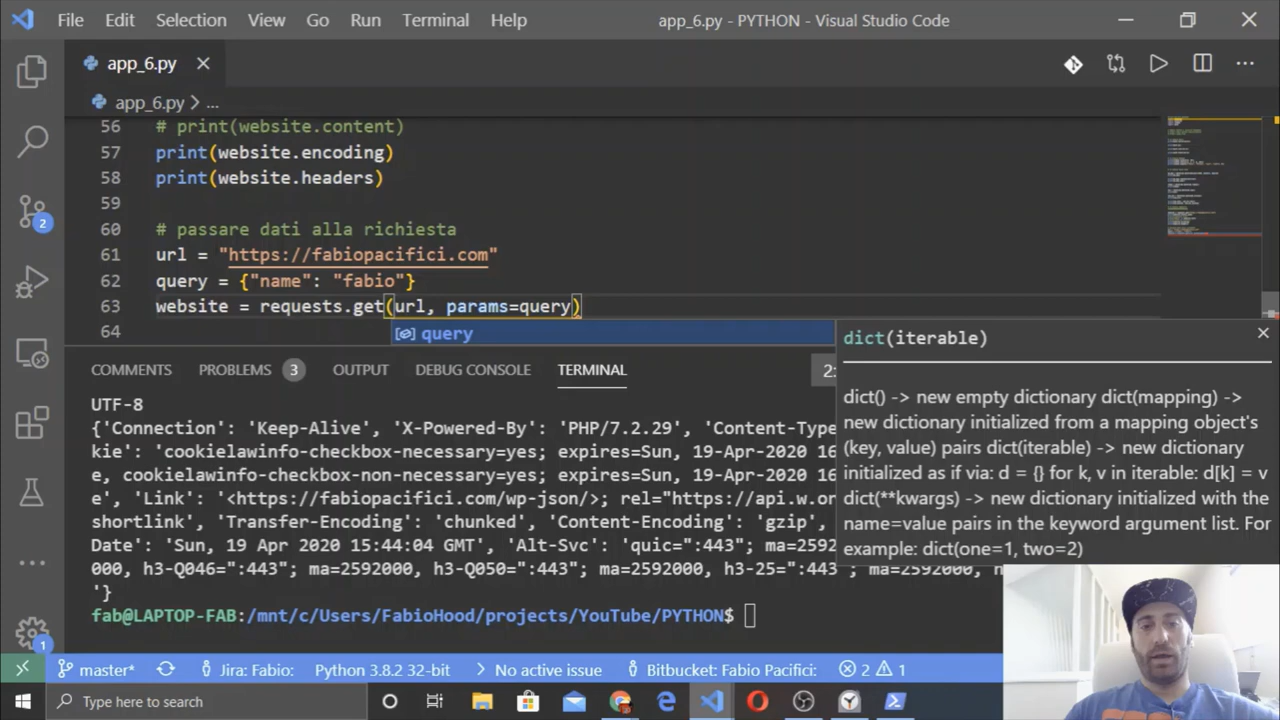 File Edit Selection View Go Run Terminal Help app_6.py - PYTHON - Visual Studio Code
app_6.py
app_6.py > ...
56 # print(website.content)
57 print(website.encoding)
58 print(website.headers)
59
60 # passare dati alla richiesta
61 url = "https://fabiopacifici.com"
62 query = {"name": "fabio"}
63 website = requests.get(url, params=query)
64
query
dict(iterable)
dict() -> new empty dictionary dict(mapping) ->
new dictionary initialized from a mapping object's
(key, value) pairs dict(iterable) -> new dictionary
initialized as if via: d = {} for k, v in iterable: d[k] = v
dict(**kwargs) -> new dictionary initialized with the
name=value pairs in the keyword argument list. For
example: dict(one=1, two=2)
2
COMMENTS PROBLEMS 3 OUTPUT DEBUG CONSOLE TERMINAL 2:
UTF-8
{'Connection': 'Keep-Alive', 'X-Powered-By': 'PHP/7.2.29', 'Content-Type
kie': 'cookielawinfo-checkbox-necessary=yes; expires=Sun, 19-Apr-2020 16
e, cookielawinfo-checkbox-non-necessary=yes; expires=Sun, 19-Apr-2020 16
e', 'Link': '<https://fabiopacifici.com/wp-json/>; rel="https://api.w.or
shortlink', 'Transfer-Encoding': 'chunked', 'Content-Encoding': 'gzip',
Date': 'Sun, 19 Apr 2020 15:44:04 GMT', 'Alt-Svc': 'quic=":443"; ma=2592
000, h3-Q046=":443"; ma=2592000, h3-Q050=":443"; ma=2592000, h3-25=":443"; ma=2592000,
'}
fab@LAPTOP-FAB:/mnt/c/Users/FabioHood/projects/YouTube/PYTHON$
1
master* Jira: Fabio: Python 3.8.2 32-bit No active issue Bitbucket: Fabio Pacifici: 2 1
Type here to search